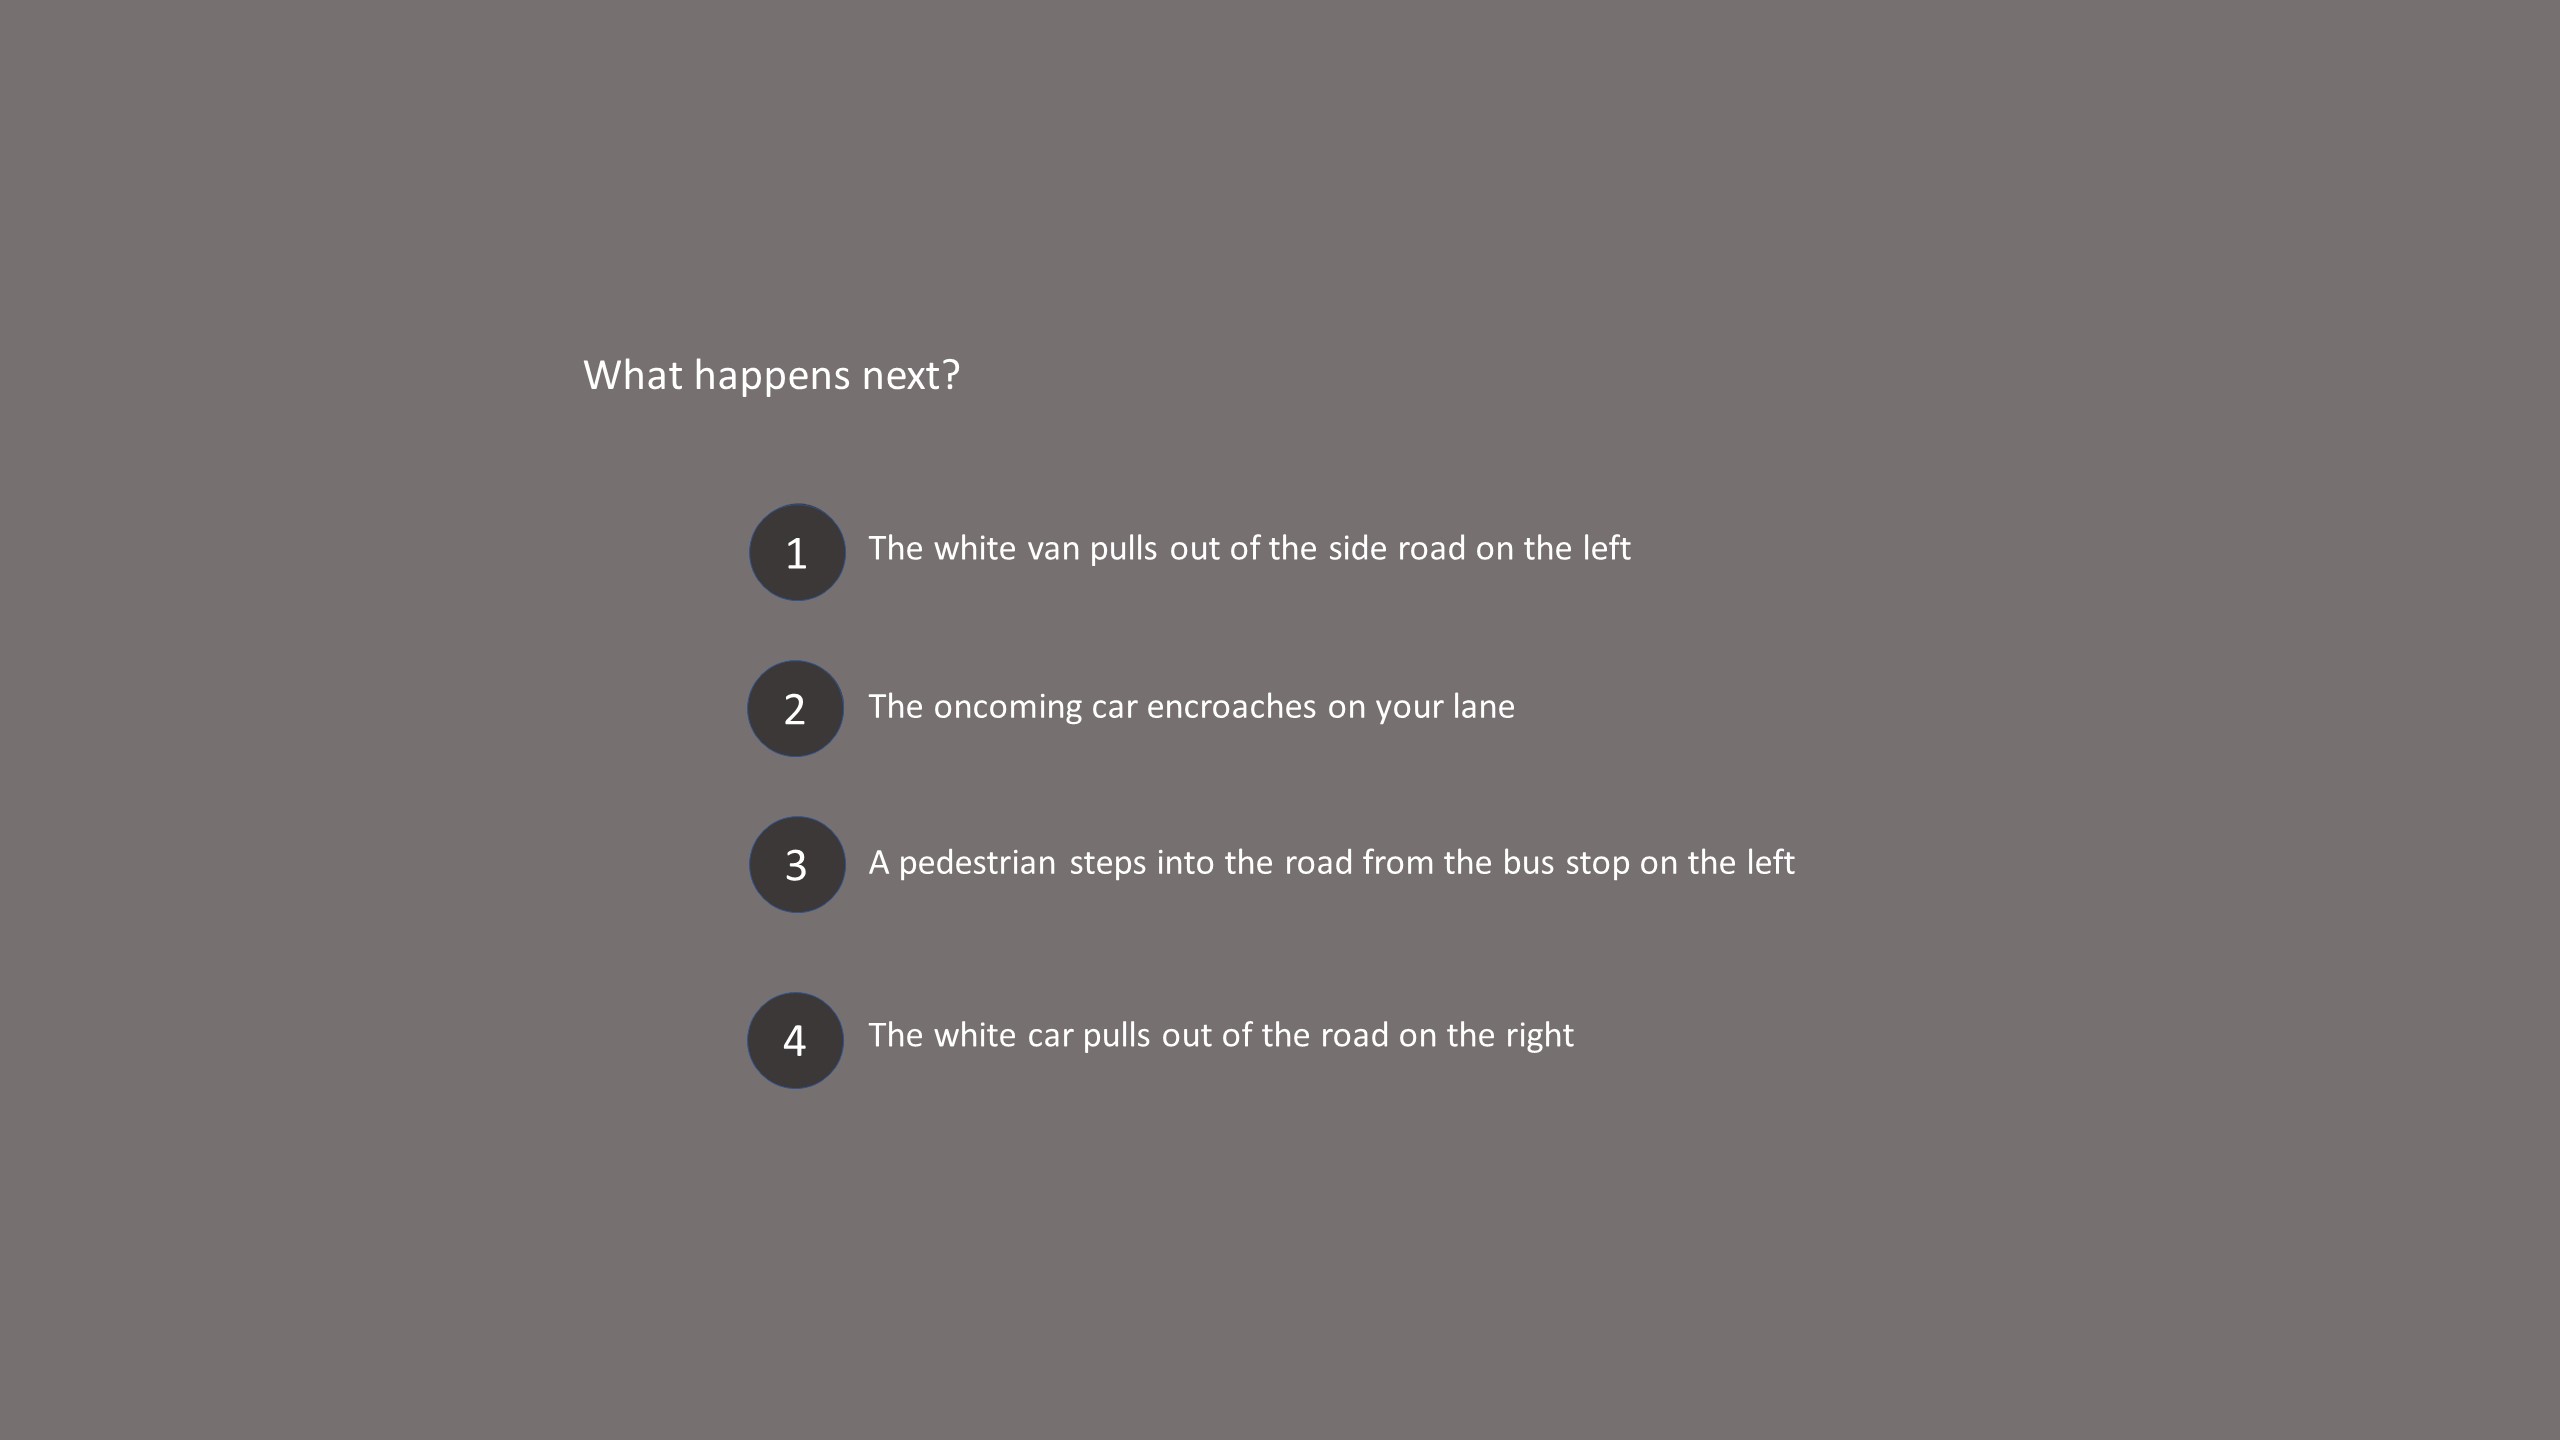 What happens next?
1 The white van pulls out of the side road on the left
2 The oncoming car encroaches on your lane
3 A pedestrian steps into the road from the bus stop on the left
4 The white car pulls out of the road on the right